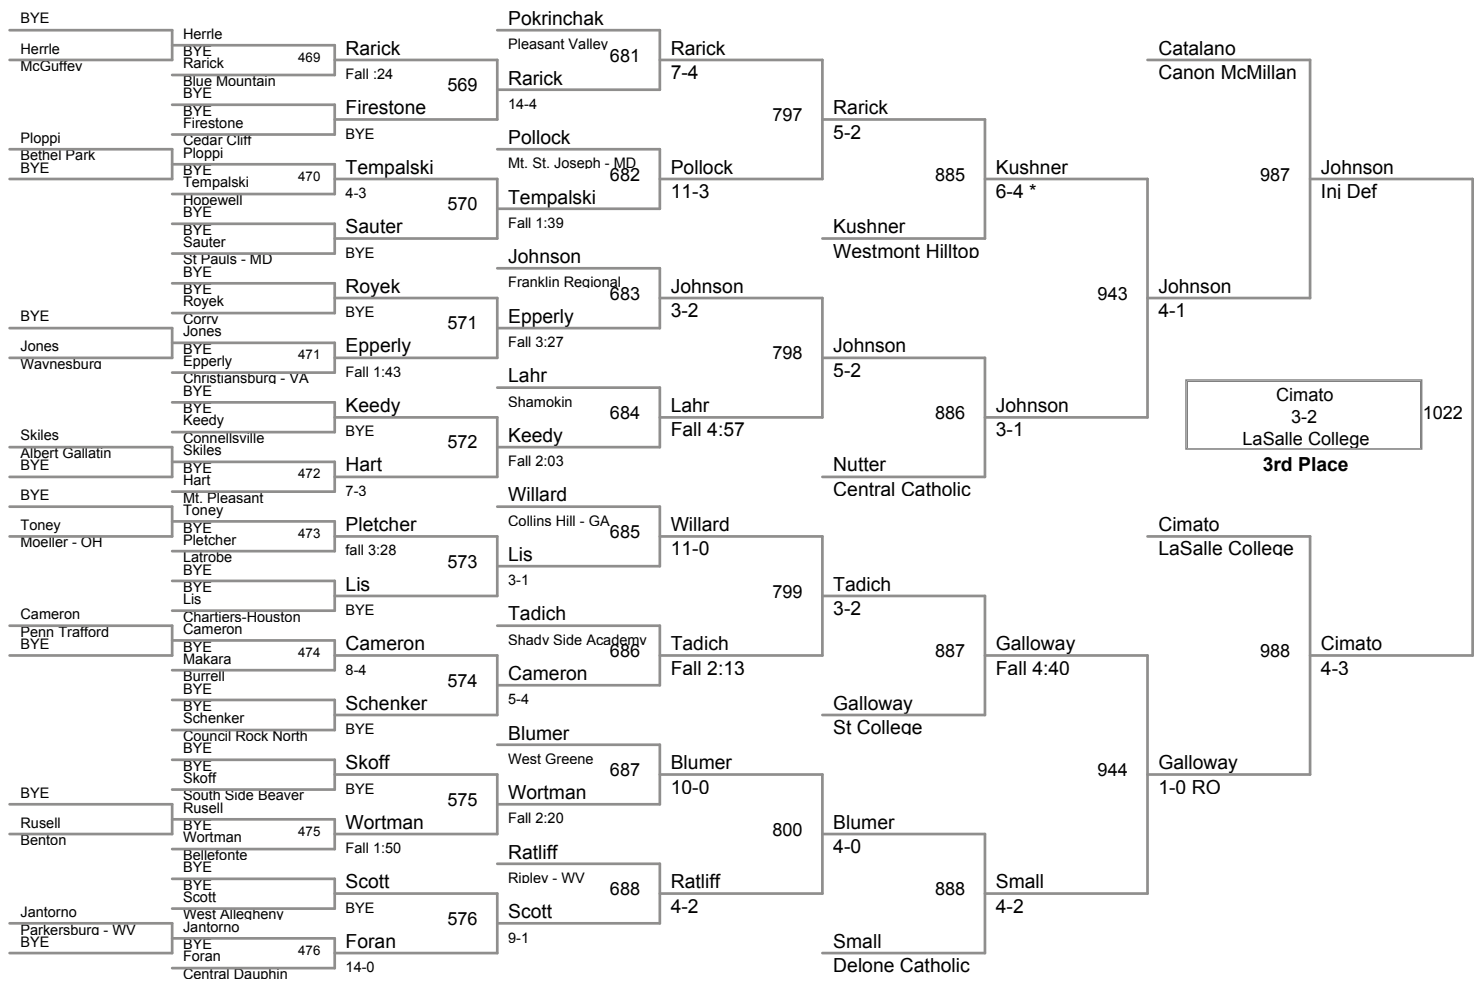 BYE
Herrle
McGuffey
Ploppi
Bethel Park
BYE
BYE
Jones
Waynesburg
Skiles
Albert Gallatin
BYE
BYE
Toney
Moeller - OH
Cameron
Penn Trafford
BYE
BYE
Rusell
Benton
Jantorno
Parkersburg - WV
BYE
Herrle
BYE
Rarick
469
Blue Mountain
BYE
BYE
Firestone
Cedar Cliff
Ploppi
BYE
Tempalski
470
Hopewell
BYE
BYE
Sauter
St Pauls - MD
BYE
BYE
Royek
Corry
Jones
BYE
Epperly
471
Christiansburg - VA
BYE
BYE
Keedy
Connellsville
Skiles
BYE
Hart
472
Mt. Pleasant
Toney
BYE
Pletcher
473
Latrobe
BYE
BYE
Lis
Chartiers-Houston
Cameron
BYE
Makara
474
Burrell
BYE
BYE
Schenker
Council Rock North
BYE
BYE
Skoff
South Side Beaver
Rusell
BYE
Wortman
475
Bellefonte
BYE
BYE
Scott
West Allegheny
Jantorno
BYE
Foran
476
Central Dauphin
Rarick
Fall :24
569
Firestone
BYE
Tempalski
4-3
570
Sauter
BYE
Royek
BYE
571
Epperly
Fall 1:43
Keedy
BYE
572
Hart
7-3
Pletcher
fall 3:28
573
Lis
BYE
Cameron
8-4
574
Schenker
BYE
Skoff
BYE
575
Wortman
Fall 1:50
Scott
BYE
576
Foran
14-0
Pokrinchak
Pleasant Valley
681
Rarick
14-4
Pollock
Mt. St. Joseph - MD
682
Tempalski
Fall 1:39
Johnson
Franklin Regional
683
Epperly
Fall 3:27
Lahr
Shamokin
684
Keedy
Fall 2:03
Willard
Collins Hill - GA
685
Lis
3-1
Tadich
Shady Side Academy
686
Cameron
5-4
Blumer
West Greene
687
Wortman
Fall 2:20
Ratliff
Ripley - WV
688
Scott
9-1
Rarick
7-4
797
Pollock
11-3
Johnson
3-2
798
Lahr
Fall 4:57
Willard
11-0
799
Tadich
Fall 2:13
Blumer
10-0
800
Ratliff
4-2
Rarick
5-2
885
Kushner
Westmont Hilltop
Johnson
5-2
886
Nutter
Central Catholic
Tadich
3-2
887
Galloway
St College
Blumer
4-0
888
Small
Delone Catholic
Kushner
6-4 *
943
Johnson
3-1
Galloway
Fall 4:40
944
Small
4-2
Catalano
Canon McMillan
987
Johnson
4-1
Cimato
LaSalle College
988
Galloway
1-0 RO
Johnson
Inj Def
Cimato
3-2
LaSalle College
1022
3rd Place
Cimato
4-3